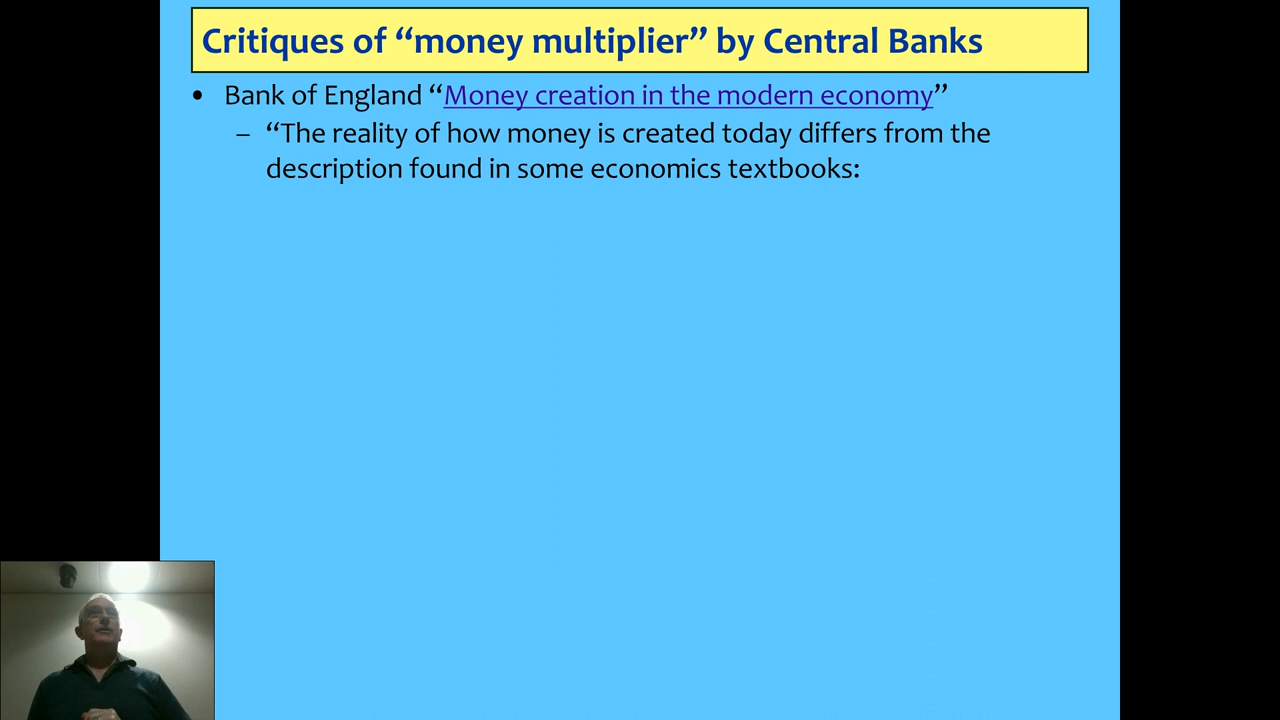 Critiques of “money multiplier” by Central Banks
• Bank of England “Money creation in the modern economy”
– “The reality of how money is created today differs from the
description found in some economics textbooks: